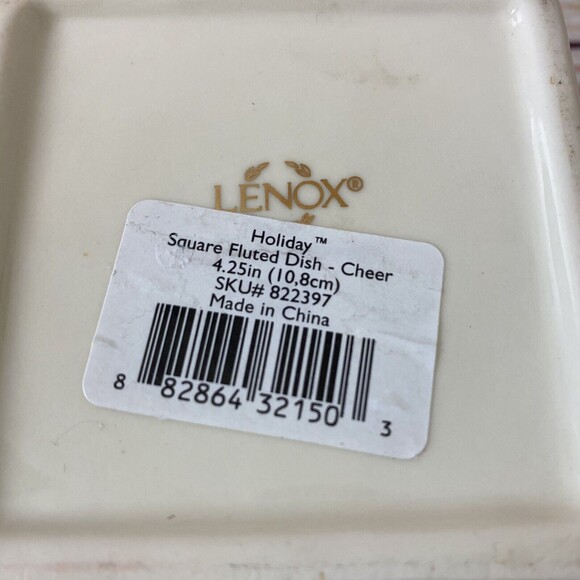 LENOX®
Holiday™
Square Fluted Dish - Cheer
4.25in (10,8cm)
SKU# 822397
Made in China
8 82864 32150 3